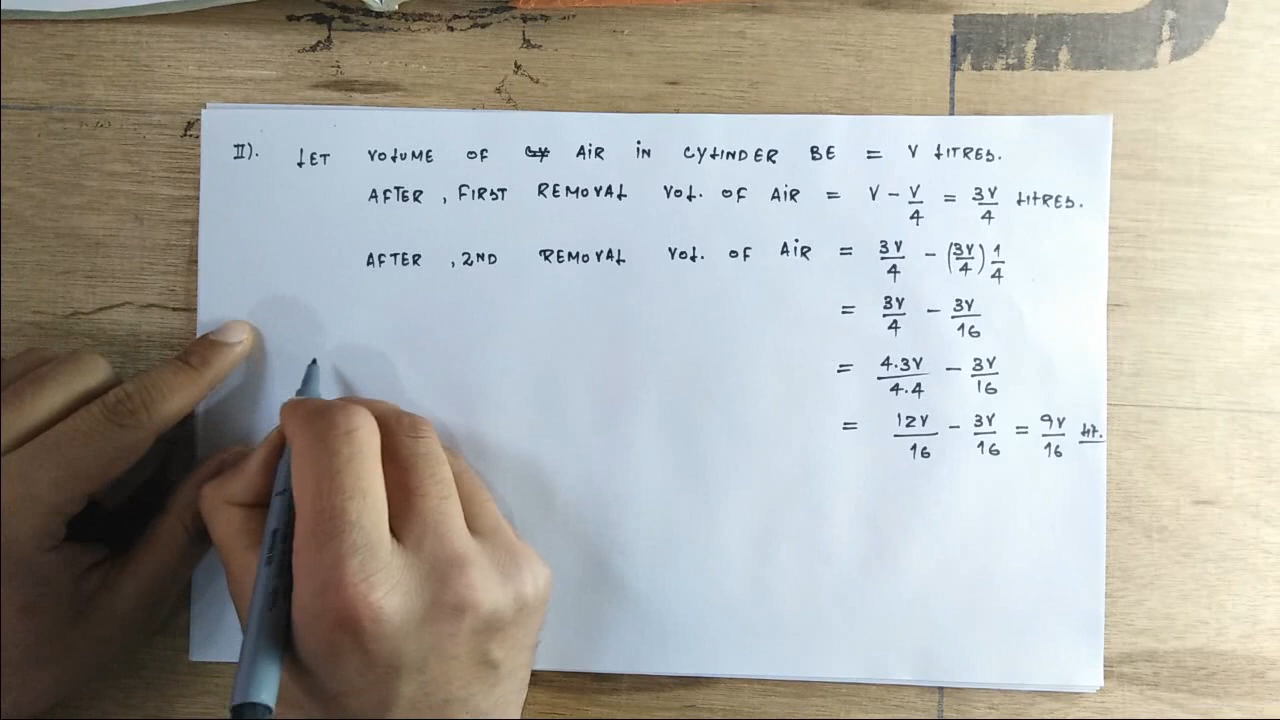 II). LET VOLUME OF AIR IN CYLINDER BE = V LITRES.
AFTER, FIRST REMOVAL VOL. OF AIR = V - V/4 = 3V/4 LITRES.
AFTER, 2ND REMOVAL VOL. OF AIR = 3V/4 - (3V/4) 1/4
= 3V/4 - 3V/16
= 4.3V/4.4 - 3V/16
= 12V/16 - 3V/16 = 9V/16 Lt.